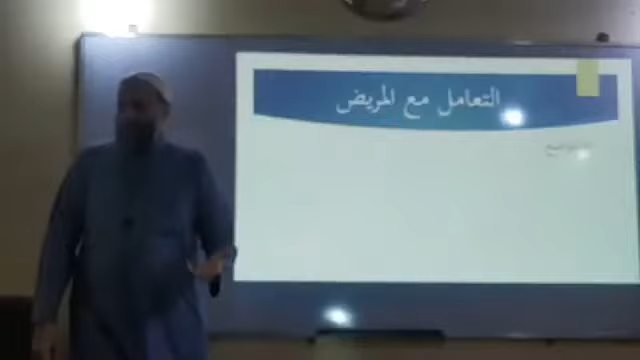 التعامل مع المريض